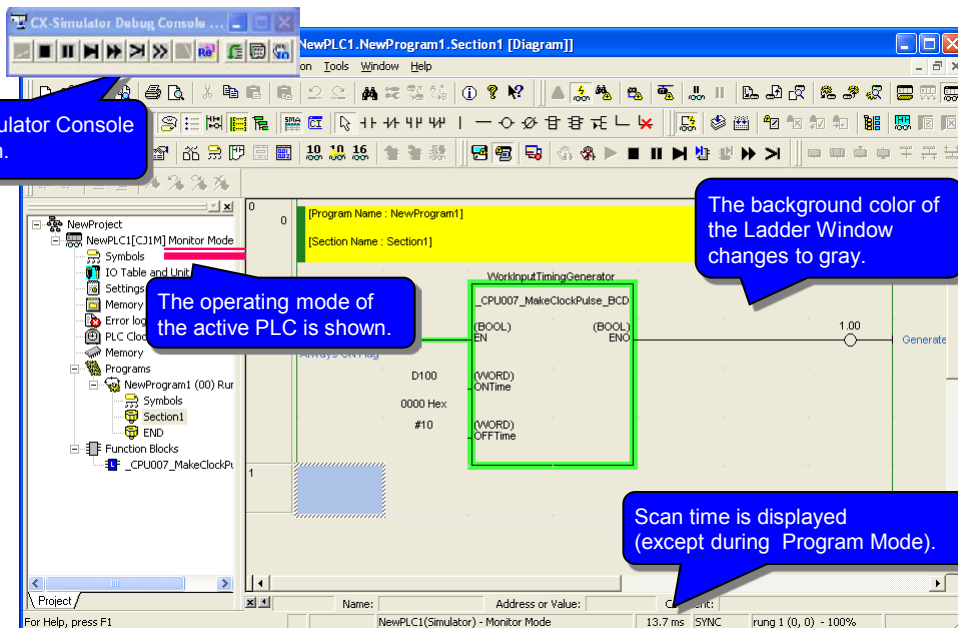 CX-Simulator Debug Console ...
NewPLC1.NewProgram1.Section1 [Diagram]]
on Tools Window Help
ulator Console
n.
10 10 16
NewProject
NewPLC1[CJ1M] Monitor Mode
Symbols
IO Table and Unit
Settings
Memory
Error log
PLC Cloc
Memory
Programs
NewProgram1 (00) Rur
Symbols
Section1
END
Function Blocks
_CPU007_MakeClockPu
Project
The operating mode of
the active PLC is shown.
0
0
[Program Name : NewProgram1]
[Section Name : Section1]
The background color of
the Ladder Window
changes to gray.
WorkInputTimingGenerator
_CPU007_MakeClockPulse_BCD
(BOOL)
EN
(BOOL)
ENO
1.00
Generate
Always ON Flag
D100
(WORD)
ONTime
0000 Hex
#10
(WORD)
OFFTime
1
Scan time is displayed
(except during Program Mode).
Name:
Address or Value:
For Help, press F1
NewPLC1(Simulator) - Monitor Mode
13.7 ms
SYNC
rung 1 (0, 0) - 100%